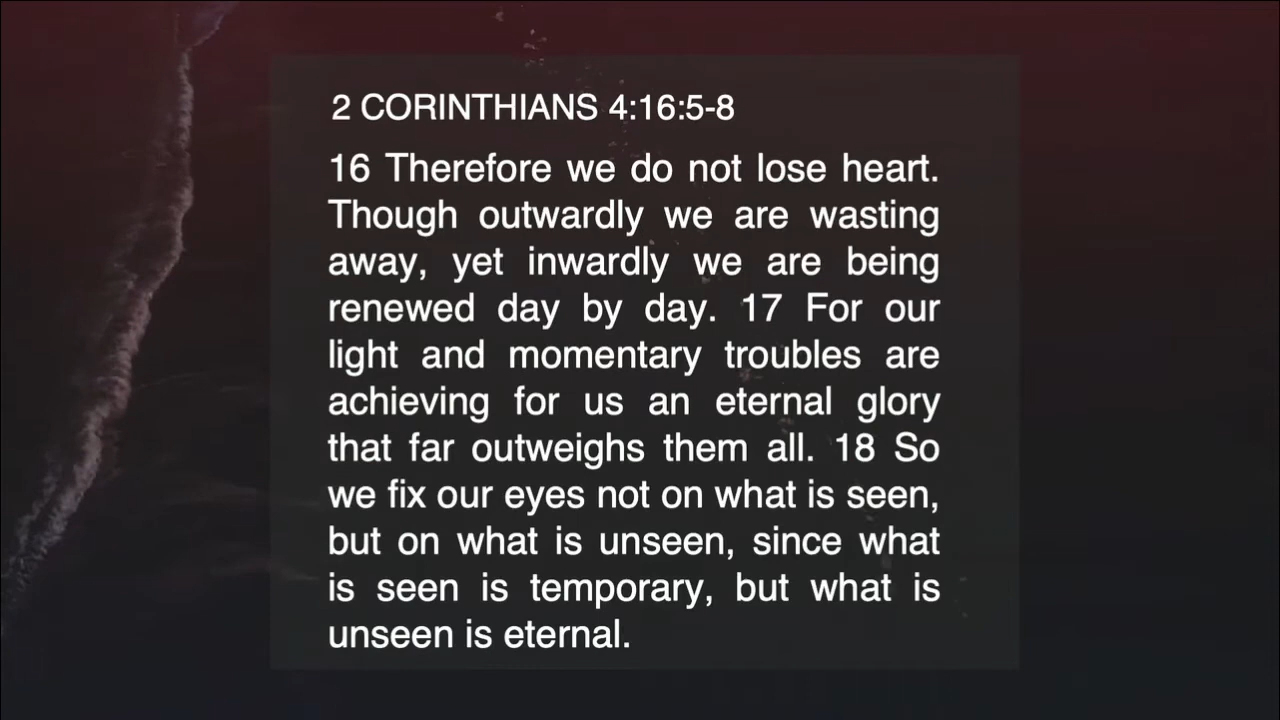 2 CORINTHIANS 4:16:5-8
16 Therefore we do not lose heart.
Though outwardly we are wasting
away, yet inwardly we are being
renewed day by day. 17 For our
light and momentary troubles are
achieving for us an eternal glory
that far outweighs them all. 18 So
we fix our eyes not on what is seen,
but on what is unseen, since what
is seen is temporary, but what is
unseen is eternal.